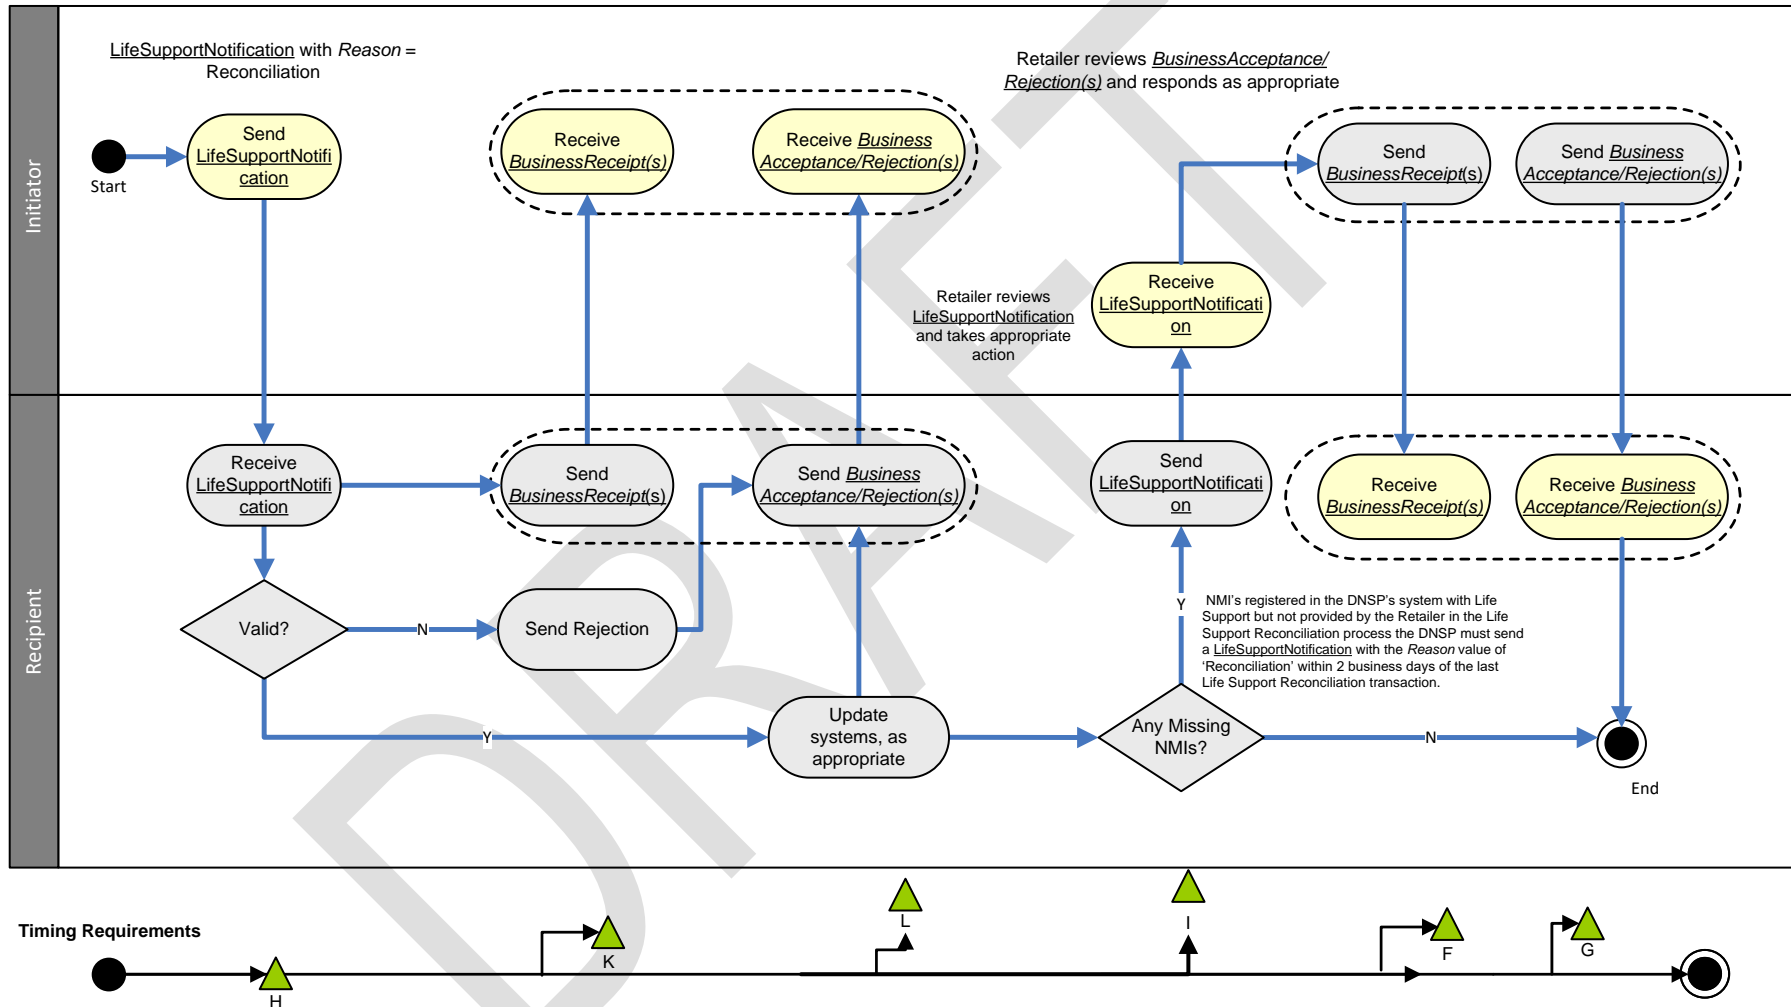 LifeSupportNotification with Reason =
Reconciliation
Retailer reviews BusinessAcceptance/
Rejection(s) and responds as appropriate
Initiator
Start
Send
LifeSupportNotifi
cation
Receive
BusinessReceipt(s)
Receive Business
Acceptance/Rejection(s)
Send
BusinessReceipt(s)
Send Business
Acceptance/Rejection(s)
Retailer reviews
LifeSupportNotification
and takes appropriate
action
Receive
LifeSupportNotificati
on
Recipient
Receive
LifeSupportNotifi
cation
Send
BusinessReceipt(s)
Send Business
Acceptance/Rejection(s)
Send
LifeSupportNotificati
on
Receive
BusinessReceipt(s)
Receive Business
Acceptance/Rejection(s)
Valid?
N
Send Rejection
Y
NMI's registered in the DNSP's system with Life
Support but not provided by the Retailer in the Life
Support Reconciliation process the DNSP must send
a LifeSupportNotification with the Reason value of
‘Reconciliation’ within 2 business days of the last
Life Support Reconciliation transaction.
Y
Update
systems, as
appropriate
Any Missing
NMIs?
N
End
Timing Requirements
H
K
L
I
F
G
DRAFT